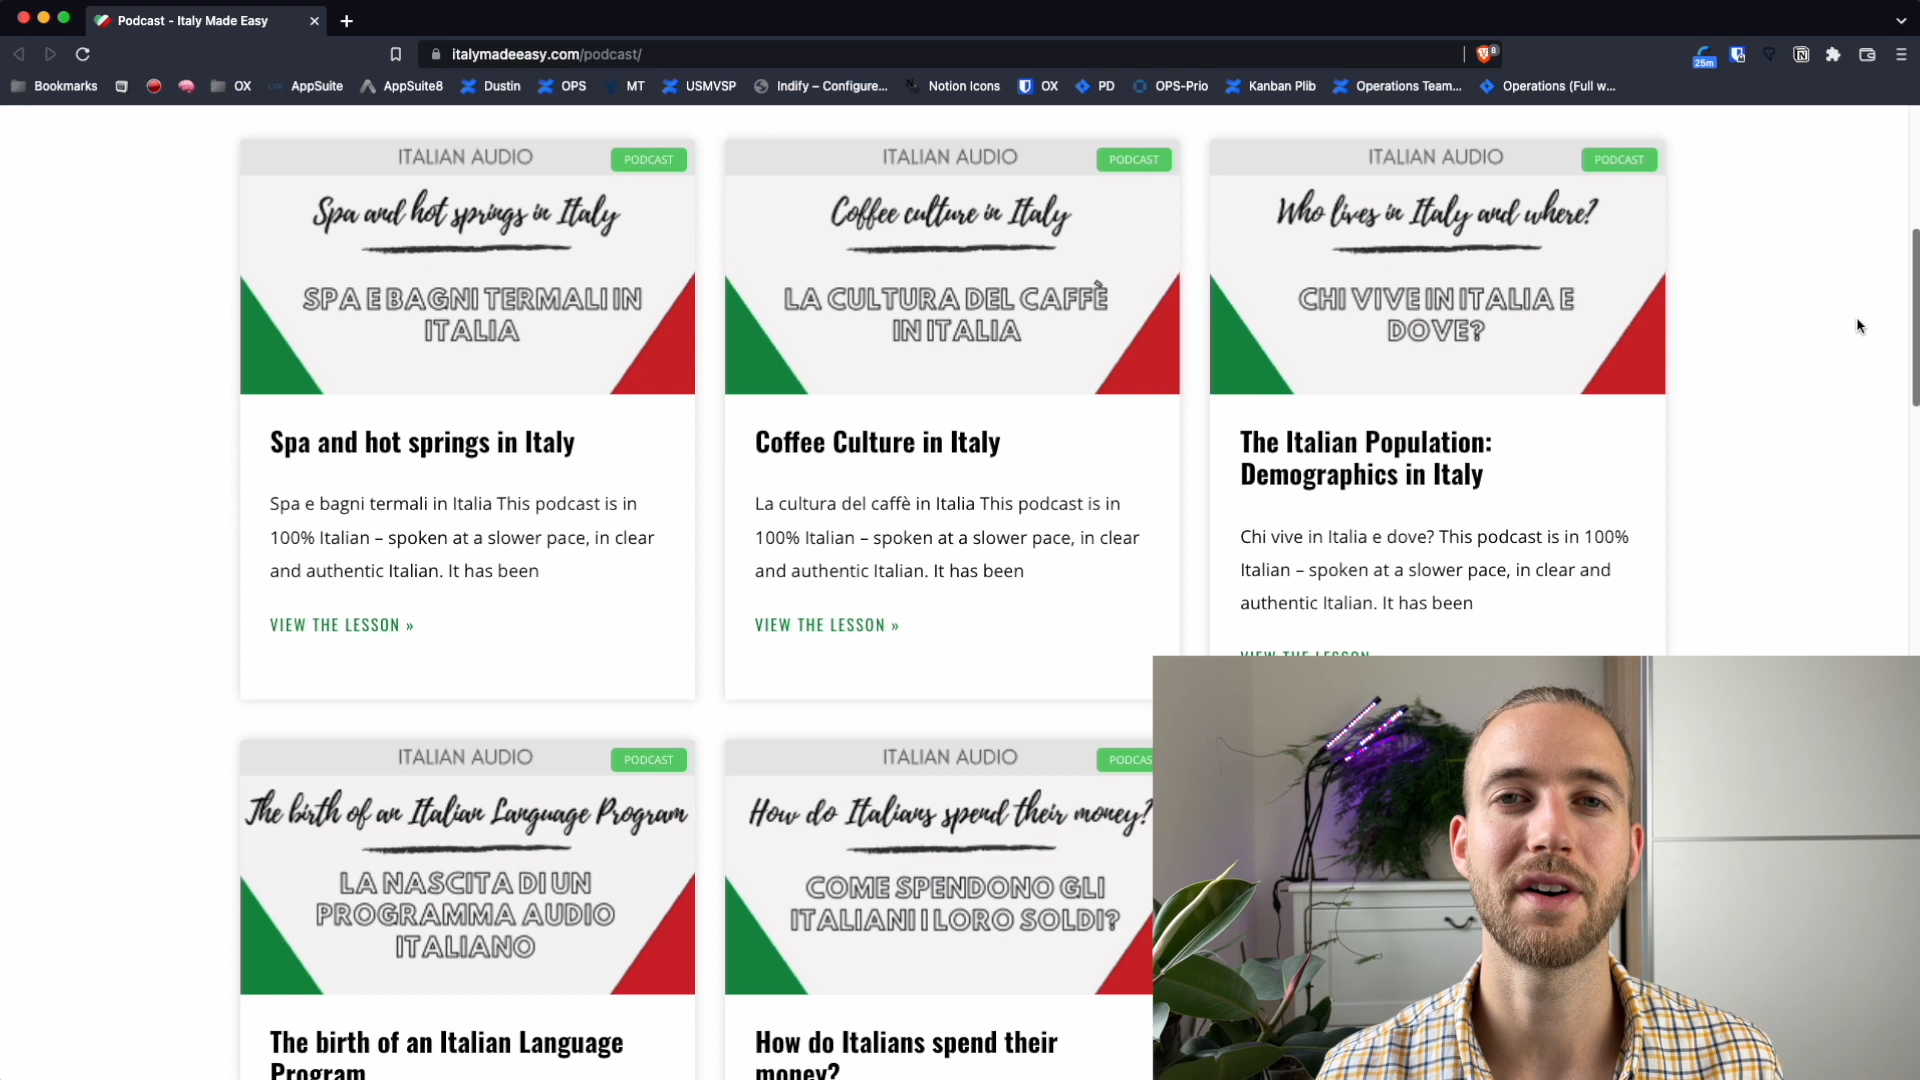 Podcast - Italy Made Easy
italymadeeasy.com/podcast/
8
25m
Bookmarks
OX
AppSuite
AppSuite8
Dustin
OPS
MT
USMVSP
Indify – Configure...
Notion Icons
OX
PD
OPS-Prio
Kanban Plib
Operations Team...
Operations (Full w...
ITALIAN AUDIO
PODCAST
Spa and hot springs in Italy
SPA E BAGNI TERMALI IN
ITALIA
Spa and hot springs in Italy
Spa e bagni termali in Italia This podcast is in
100% Italian – spoken at a slower pace, in clear
and authentic Italian. It has been
VIEW THE LESSON »
ITALIAN AUDIO
PODCAST
Coffee culture in Italy
LA CULTURA DEL CAFFÈ
IN ITALIA
Coffee Culture in Italy
La cultura del caffè in Italia This podcast is in
100% Italian – spoken at a slower pace, in clear
and authentic Italian. It has been
VIEW THE LESSON »
ITALIAN AUDIO
PODCAST
Who lives in Italy and where?
CHI VIVE IN ITALIA E
DOVE?
The Italian Population:
Demographics in Italy
Chi vive in Italia e dove? This podcast is in 100%
Italian – spoken at a slower pace, in clear and
authentic Italian. It has been
VIEW THE LESSON
ITALIAN AUDIO
PODCAST
The birth of an Italian Language Program
LA NASCITA DI UN
PROGRAMMA AUDIO
ITALIANO
The birth of an Italian Language
Program
ITALIAN AUDIO
PODCAS
How do Italians spend their money?
COME SPENDONO GLI
ITALIANI I LORO SOLDI?
How do Italians spend their
money?